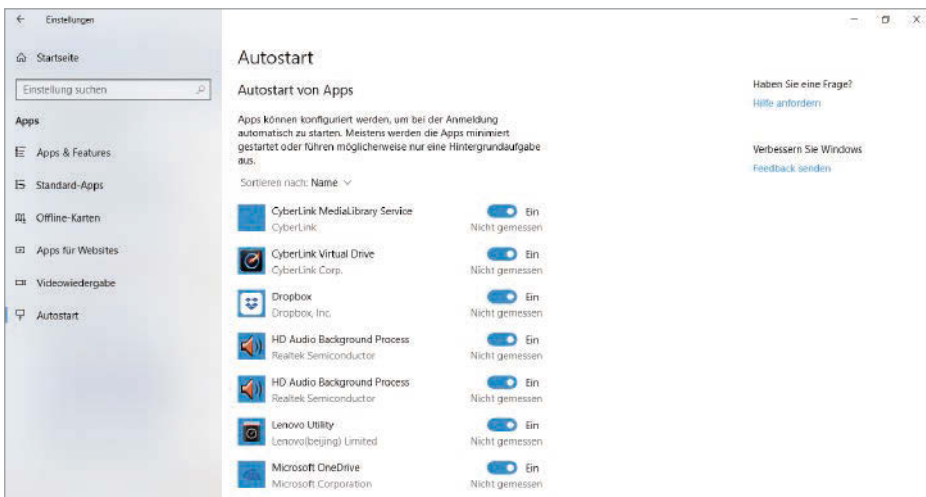 Einstellungen
Startseite
Einstellung suchen
Apps
Apps & Features
Standard-Apps
Offline-Karten
Apps für Websites
Videowiedergabe
Autostart
Autostart
Autostart von Apps
Apps können konfiguriert werden, um bei der Anmeldung
automatisch zu starten. Meistens werden die Apps minimiert
gestartet oder führen möglicherweise nur eine Hintergrundaufgabe
aus.
Sortieren nach: Name
CyberLink MediaLibrary Service
Ein
CyberLink
Nicht gemessen
CyberLink Virtual Drive
Ein
CyberLink Corp.
Nicht gemessen
Dropbox
Ein
Dropbox, Inc.
Nicht gemessen
HD Audio Background Process
Ein
Realtek Semiconductor
Nicht gemessen
HD Audio Background Process
Ein
Realtek Semiconductor
Nicht gemessen
Lenovo Utility
Ein
Lenovo(beijing) Limited
Nicht gemessen
Microsoft OneDrive
Ein
Microsoft Corporation
Nicht gemessen
Haben Sie eine Frage?
Hilfe anfordern
Verbessern Sie Windows
Feedback senden